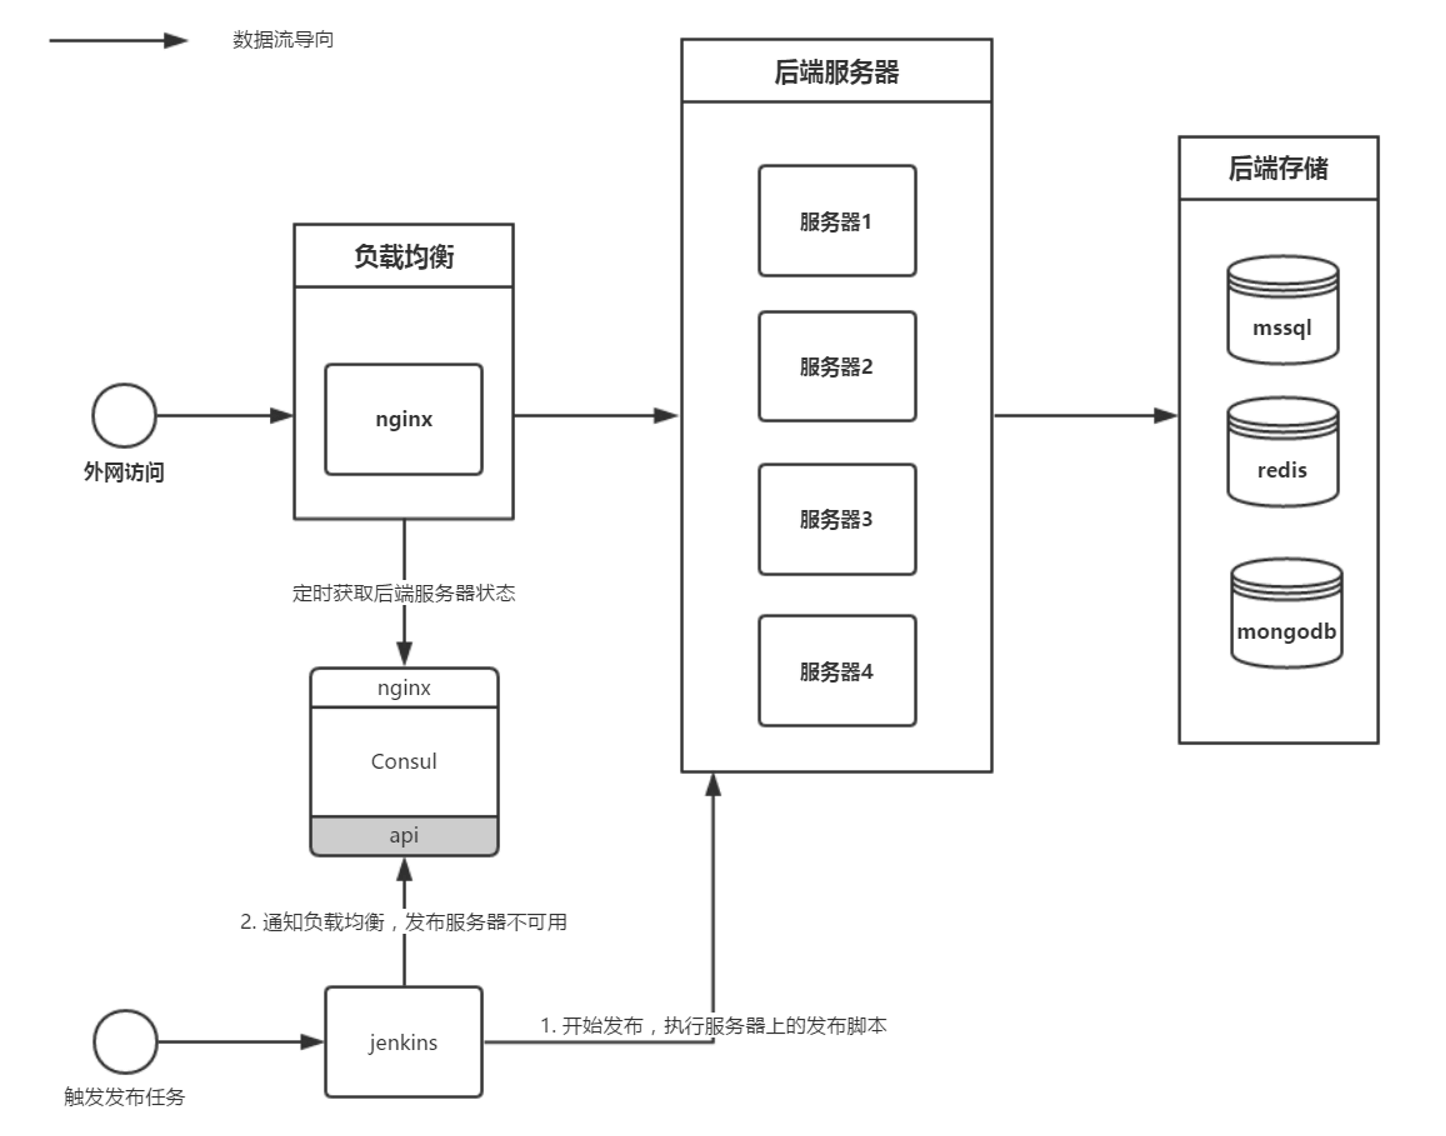 数据流导向
后端服务器
后端存储
服务器1
负载均衡
mssql
服务器2
nginx
外网访问
redis
服务器3
定时获取后端服务器状态
mongodb
服务器4
nginx
Consul
api
2. 通知负载均衡，发布服务器不可用
1. 开始发布，执行服务器上的发布脚本
jenkins
触发发布任务